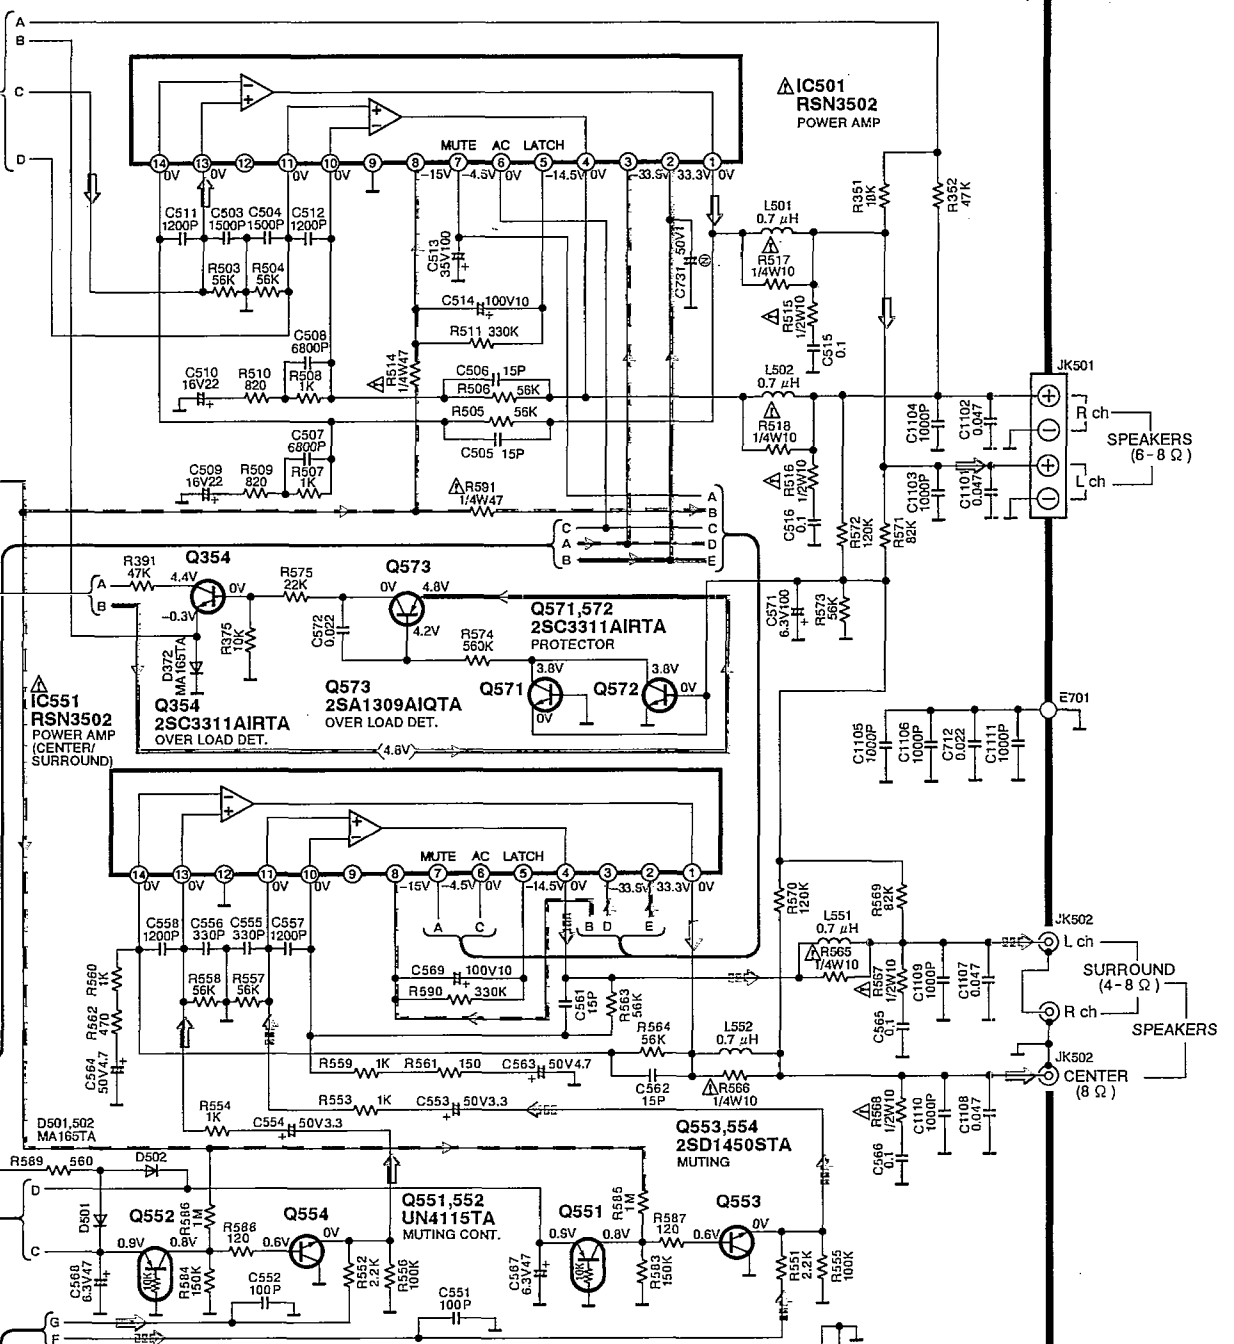 A
B
C
D
IC501
RSN3502
POWER AMP
MUTE AC LATCH
14 13 12 11 10 9 8 7 6 5 4 3 2 1
0V 0V 0V 0V -15V -4.5V 0V -14.5V 0V -33.9V 33.3V 0V
C511
1200P
C503
1500P
C504
1500P
C512
1200P
R503
56K
R504
56K
C513
35V100
C731 50V1
L501
0.7 µH
R517
1/4W10
R515
1/2W10
C515
0.1
R351
18K
R352
47K
C514 100V10
R511 330K
R514
1/4W47
C508
6800P
C510
16V22
R510
820
R508
1K
C506 15P
R506 56K
R505 56K
C505 15P
C507
6800P
C509
16V22
R509
820
R507
1K
L502
0.7 µH
R518
1/4W10
R516
1/2W10
C516
0.1
R572
120K
R571
82K
C1104
1000P
C1102
0.047
C1103
1000P
C1101
0.047
JK501
+
−
+
−
R ch
L ch
SPEAKERS
(6-8 Ω)
R591
1/4W47
A
B
C
D
E
C
A
B
A
B
R391
47K
4.4V
Q354
0V
-0.3V
R575
22K
R375
10K
D372
MA165TA
Q354
2SC3311AIRTA
OVER LOAD DET.
C572
0.022
Q573
0V 4.8V
4.2V
R574
560K
Q573
2SA1309AIQTA
OVER LOAD DET.
Q571,572
2SC3311AIRTA
PROTECTOR
3.8V
Q571
0V
3.8V
Q572
0V
4.8V
C571
6.3V100
R573
56K
E701
C1105
1000P
C1106
1000P
C712
0.022
C1111
1000P
IC551
RSN3502
POWER AMP
(CENTER/
SURROUND)
MUTE AC LATCH
14 13 12 11 10 9 8 7 6 5 4 3 2 1
0V 0V 0V 0V -15V -4.5V 0V -14.5V 0V -33.9V 33.3V 0V
A C
B D E
C558
1200P
C556
330P
C555
330P
C557
1200P
R558
56K
R557
56K
R560
1K
R562
470
C564
50V4.7
C569 100V10
R590 330K
C561
15P
R563
56K
R564
56K
C562
15P
L552
0.7 µH
R566
1/4W10
R559 1K
R561 150
C563 50V4.7
R553 1K
C553 50V3.3
R554
1K
C554 50V3.3
R570
120K
R569
82K
L551
0.7 µH
R565
1/4W10
R567
1/2W10
C565
0.1
C1109
1000P
C1107
0.047
R568
1/2W10
C566
0.1
C1110
1000P
C1108
0.047
JK502
L ch
R ch
SURROUND
(4-8 Ω)
SPEAKERS
JK502
CENTER
(8 Ω)
Q553,554
2SD1450STA
MUTING
D501,502
MA165TA
R589 560
D502
D501
D
C
Q552
0.9V 0.8V
10K
C568
6.3V47
R586
1M
R584
150K
R588
120
0.6V
Q554
0V
R552
2.2K
R556
100K
C552
100P
Q551,552
UN4115TA
MUTING CONT.
Q551
0.9V 0.8V
10K
C567
6.3V47
R585
1M
R583
150K
R587
120
0.6V
Q553
0V
R551
2.2K
R555
100K
C551
100P
G
F